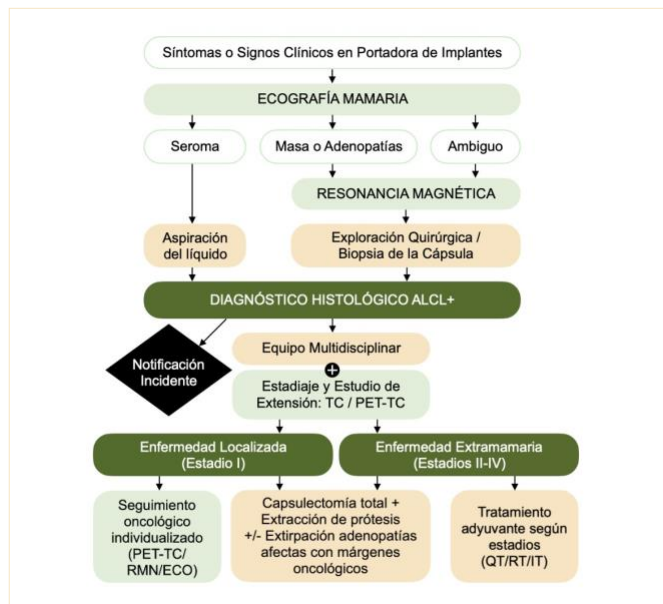 Síntomas o Signos Clínicos en Portadora de Implantes
ECOGRAFÍA MAMARIA
Seroma
Masa o Adenopatías
Ambiguo
RESONANCIA MAGNÉTICA
Aspiración
del líquido
Exploración Quirúrgica /
Biopsia de la Cápsula
DIAGNÓSTICO HISTOLÓGICO ALCL+
Notificación
Incidente
Equipo Multidisciplinar
+
Estadiaje y Estudio de
Extensión: TC / PET-TC
Enfermedad Localizada
(Estadio I)
Enfermedad Extramamaria
(Estadios II-IV)
Seguimiento
oncológico
individualizado
(PET-TC/
RMN/ECO)
Capsulectomía total +
Extracción de prótesis
+/- Extirpación adenopatías
afectas con márgenes
oncológicos
Tratamiento
adyuvante según
estadios
(QT/RT/IT)